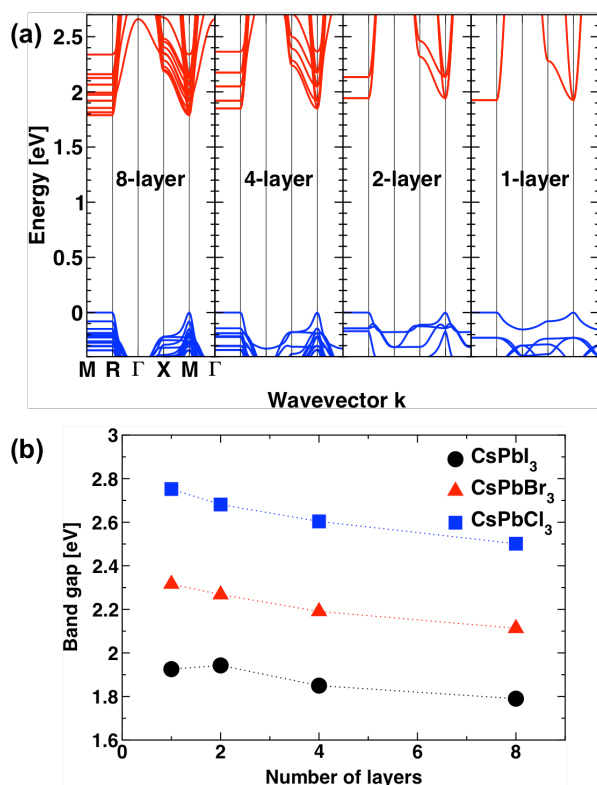 (a)
2.5
2
1.5
1
0.5
0
Energy [eV]
8-layer 4-layer 2-layer 1-layer
M R Γ X M Γ
Wavevector k
(b)
3
2.8
2.6
2.4
2.2
2
1.8
1.6
Band gap [eV]
CsPbI3
CsPbBr3
CsPbCl3
0 2 4 6 8
Number of layers